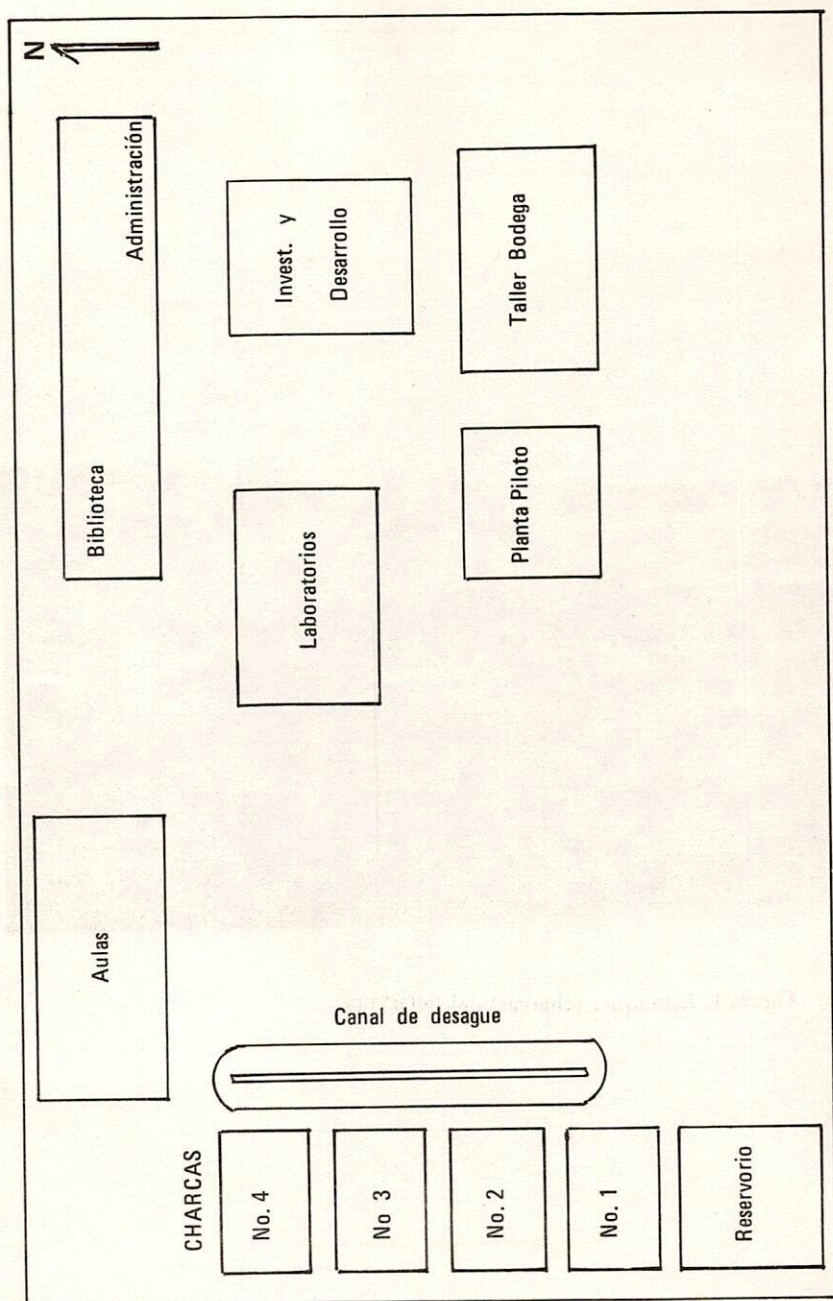 N
Biblioteca
Administración
Aulas
Laboratorios
Invest. y
Desarrollo
Canal de desague
CHARCAS
No. 4
No 3
No. 2
No. 1
Reservorio
Planta Piloto
Taller Bodega